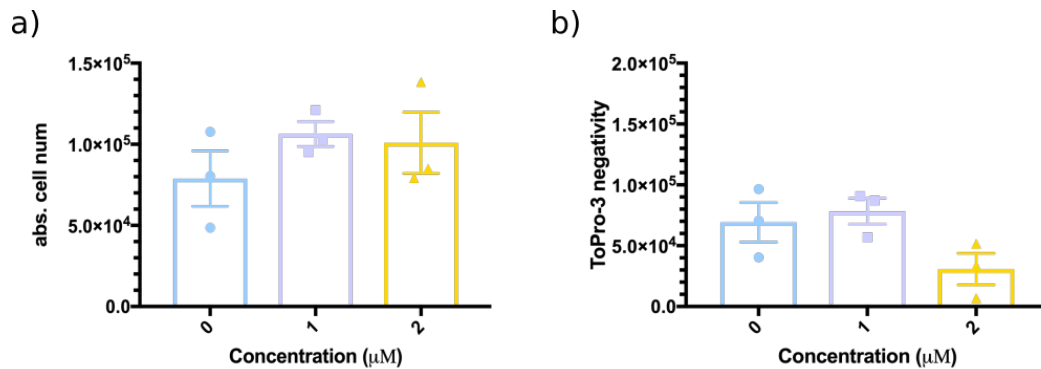 a)
abs. cell num
1.5×10⁵
1.0×10⁵
5.0×10⁴
0.0
0
1
2
Concentration (μM)
b)
ToPro-3 negativity
2.0×10⁵
1.5×10⁵
1.0×10⁵
5.0×10⁴
0.0
0
1
2
Concentration (μM)